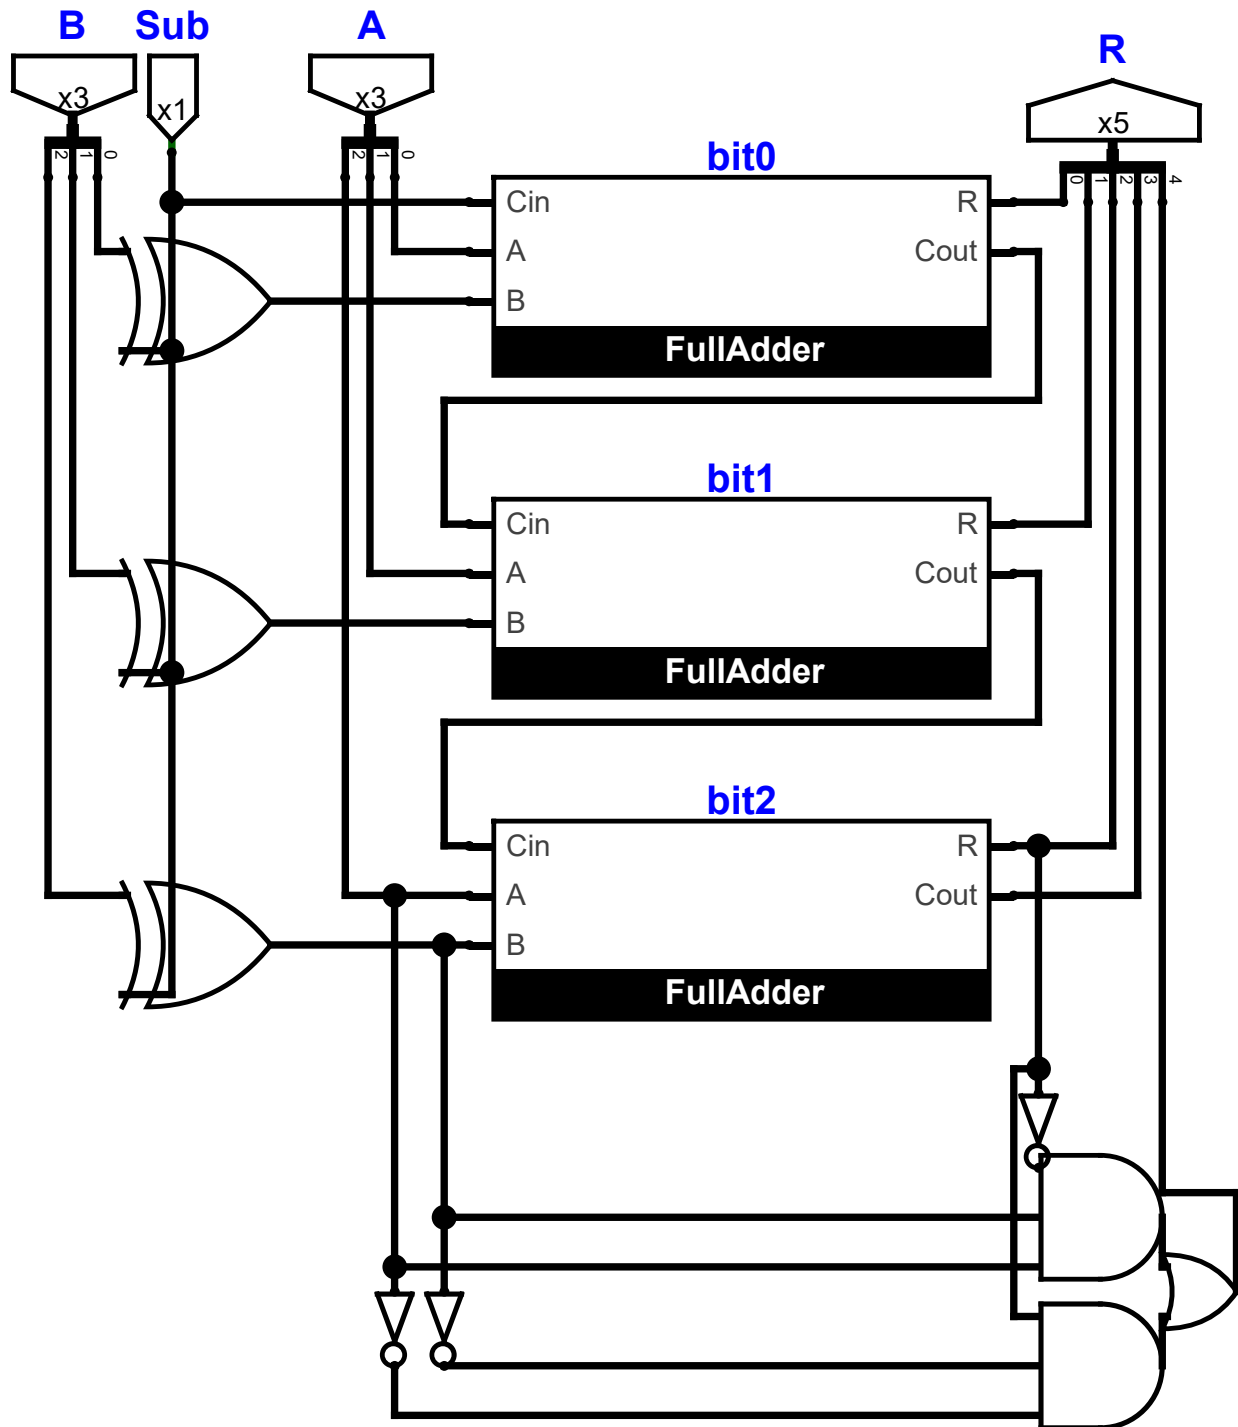 B Sub A R
x3 x1 x3 x5
2 1 0 2 1 0 0 1 2 3 4
bit0
Cin R
A Cout
B
FullAdder
bit1
Cin R
A Cout
B
FullAdder
bit2
Cin R
A Cout
B
FullAdder